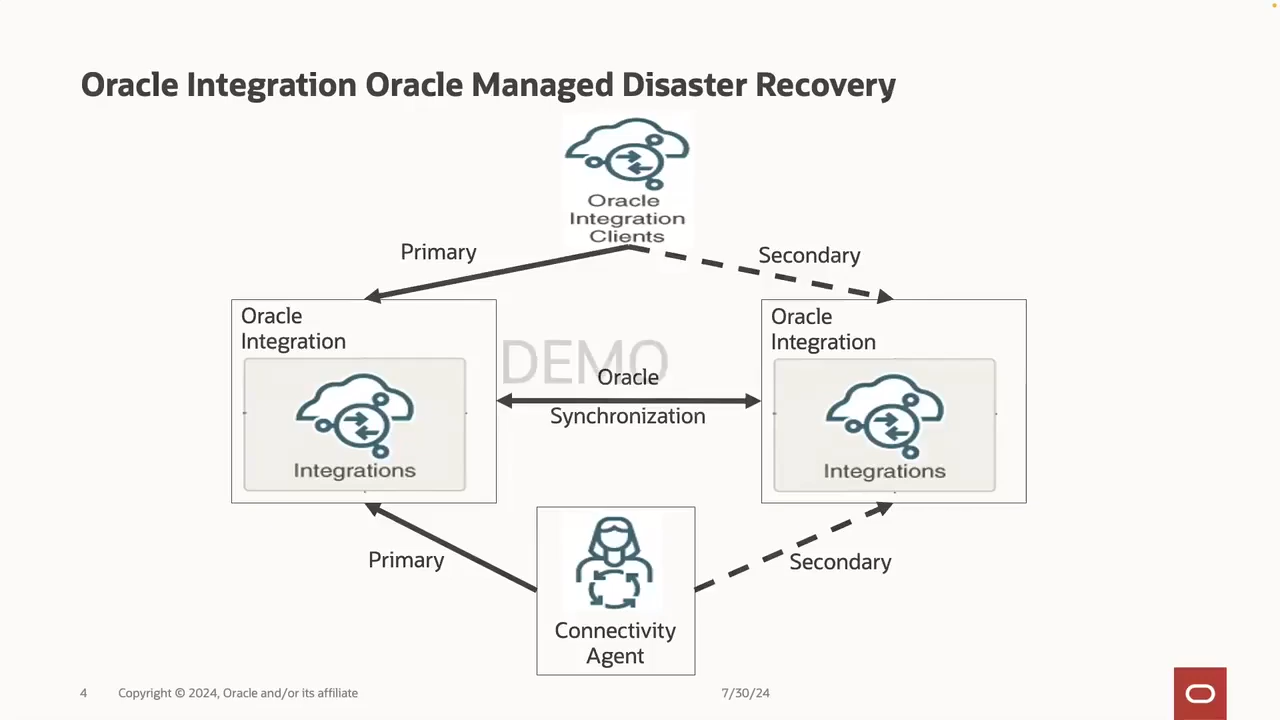 Oracle Integration Oracle Managed Disaster Recovery
Oracle
Integration
Clients
Primary
Secondary
Oracle
Integration
Integrations
DEMO
Oracle
Synchronization
Oracle
Integration
Integrations
Primary
Secondary
Connectivity
Agent
4
Copyright © 2024, Oracle and/or its affiliate
7/30/24